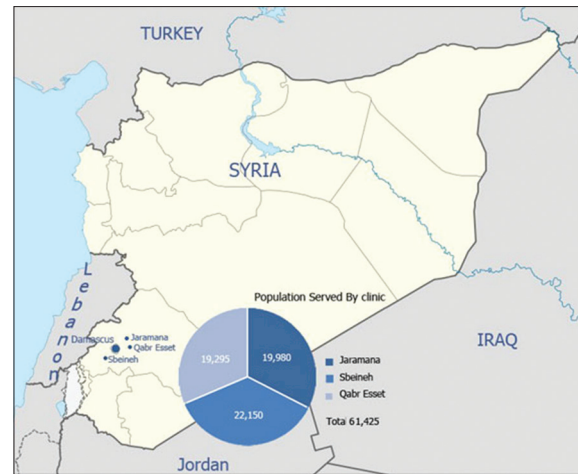 TURKEY
SYRIA
Lebanon
Population Served By clinic
Damascus
Jaramana
Qabr Esset
Sbeineh
IRAQ
19,295
19,980
22,150
Jaramana
Sbeineh
Qabr Esset
Total 61,425
Jordan